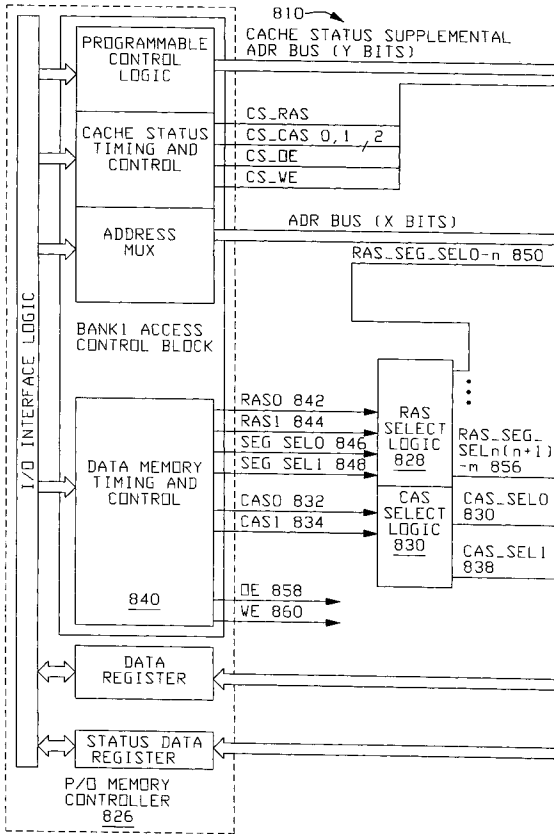 810
CACHE STATUS SUPPLEMENTAL
ADR BUS (Y BITS)
PROGRAMMABLE
CONTROL
LOGIC
CS_RAS
CS_CAS 0,1 2
CS_OE
CS_WE
CACHE STATUS
TIMING AND
CONTROL
ADR BUS (X BITS)
ADDRESS
MUX
RAS_SEG_SEL0-n 850
I/O INTERFACE LOGIC
BANK1 ACCESS
CONTROL BLOCK
RAS0 842
RAS1 844
SEG SEL0 846
SEG SEL1 848
CAS0 832
CAS1 834
RAS
SELECT
LOGIC
828
CAS
SELECT
LOGIC
830
RAS_SEG_
SELn(n+1)
-m 856
CAS_SEL0
830
CAS_SEL1
838
DATA MEMORY
TIMING AND
CONTROL
840
OE 858
WE 860
DATA
REGISTER
STATUS DATA
REGISTER
P/O MEMORY
CONTROLLER
826